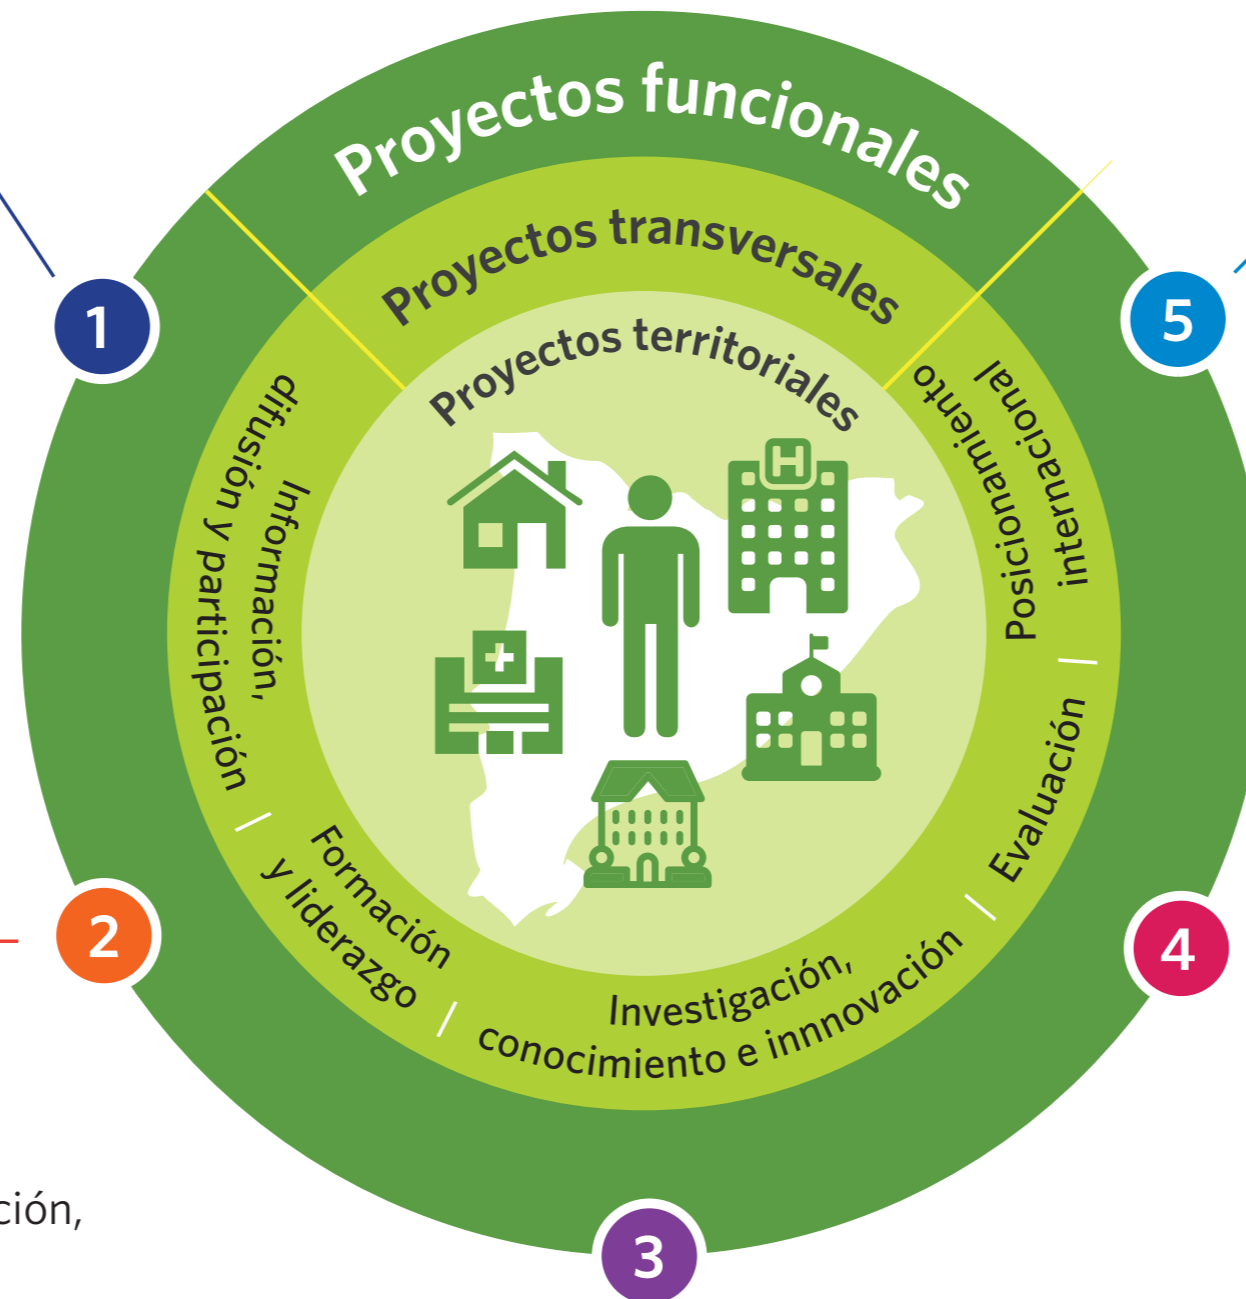 Proyectos funcionales
Proyectos transversales
Proyectos territoriales
1
5
Información,
difusión y participación
Posicionamiento
internacional
H
Evaluación
Formación
y liderazgo
2
4
Investigación,
conocimiento e innnovación
ción,
3